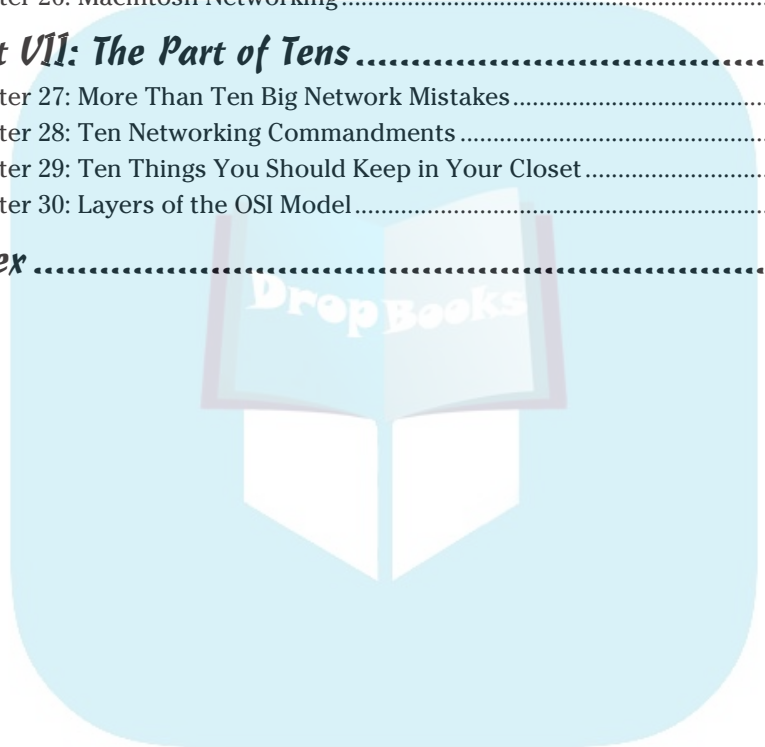 ter 26: Macintosh Networking...................................................................
t VII: The Part of Tens.............................................
ter 27: More Than Ten Big Network Mistakes..........................................
ter 28: Ten Networking Commandments...................................................
ter 29: Ten Things You Should Keep in Your Closet...............................
ter 30: Layers of the OSI Model...................................................................
ex................................................................................
Drop Books